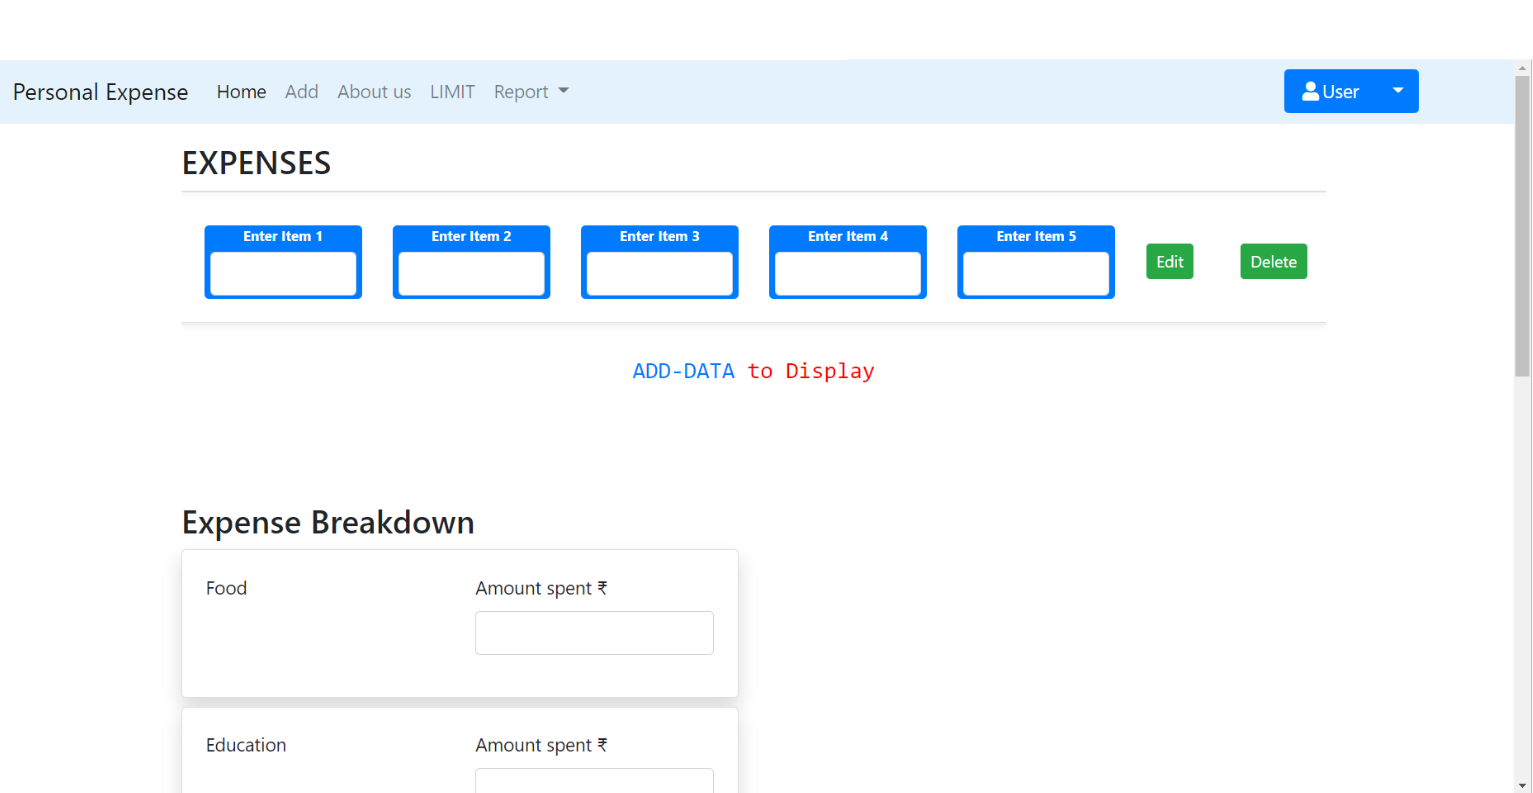 Personal Expense Home Add About us LIMIT Report User
EXPENSES
Enter Item 1 Enter Item 2 Enter Item 3 Enter Item 4 Enter Item 5
Edit Delete
ADD-DATA to Display
Expense Breakdown
Food Amount spent ₹
Education Amount spent ₹